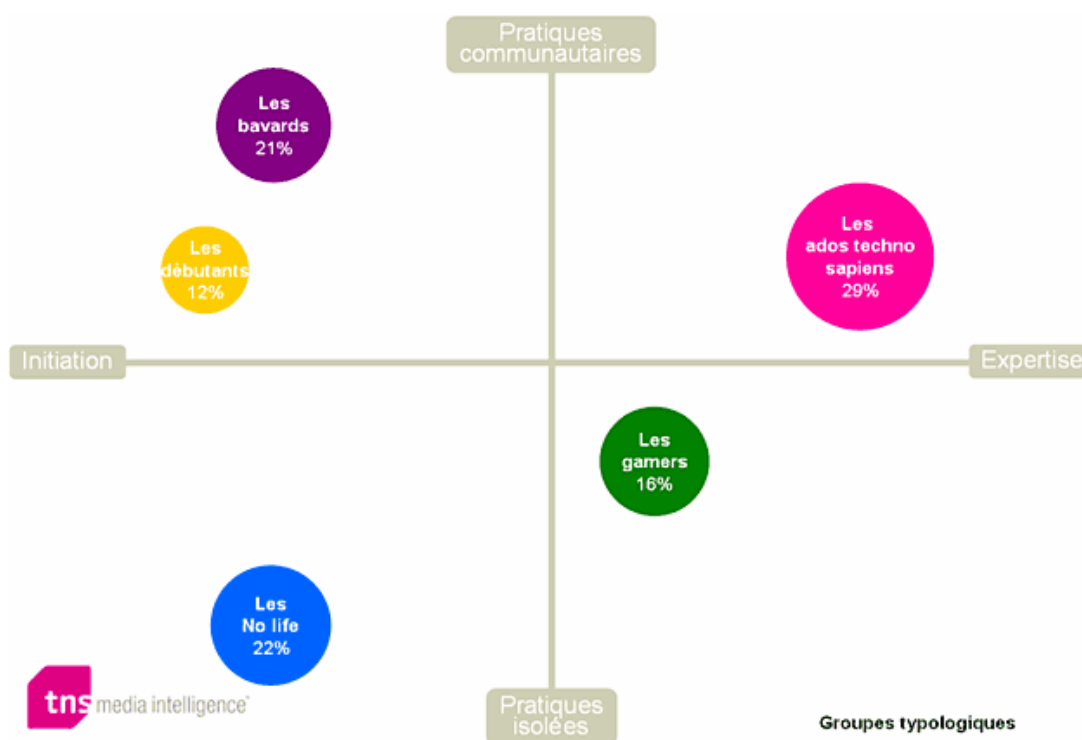 Pratiques
communautaires
Les
bavards
21%
Les
ados techno
sapiens
29%
Les
débutants
12%
Initiation
Expertise
Les
gamers
16%
Les
No life
22%
tns media intelligence
Pratiques
isolées
Groupes typologiques